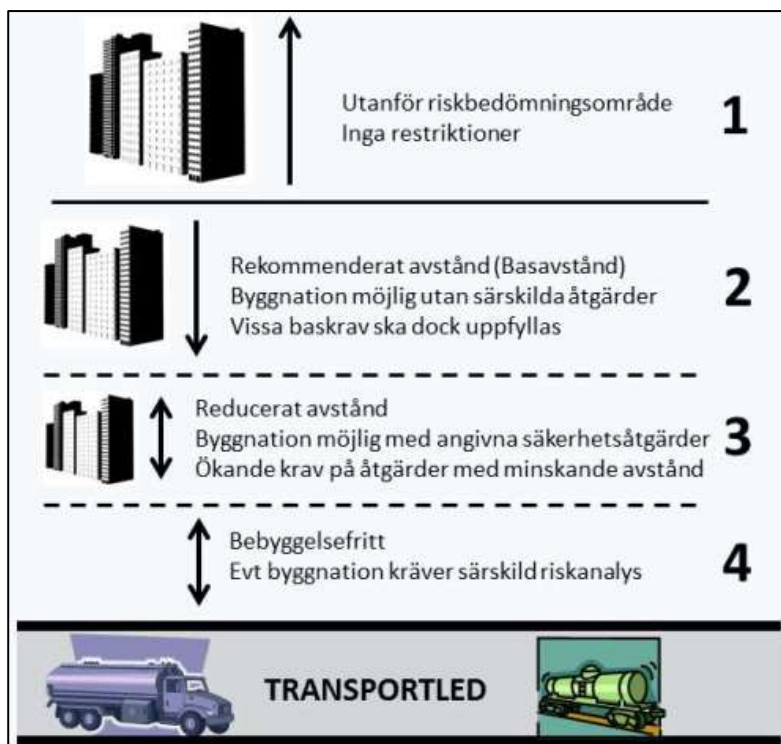 Utanför riskbedömningsområde
Inga restriktioner
1
Rekommenderat avstånd (Basavstånd)
Byggnation möjlig utan särskilda åtgärder
Vissa baskrav ska dock uppfyllas
2
Reducerat avstånd
Byggnation möjlig med angivna säkerhetsåtgärder
Ökande krav på åtgärder med minskande avstånd
3
Bebyggelsefritt
Evt byggnation kräver särskild riskanalys
4
TRANSPORTLED